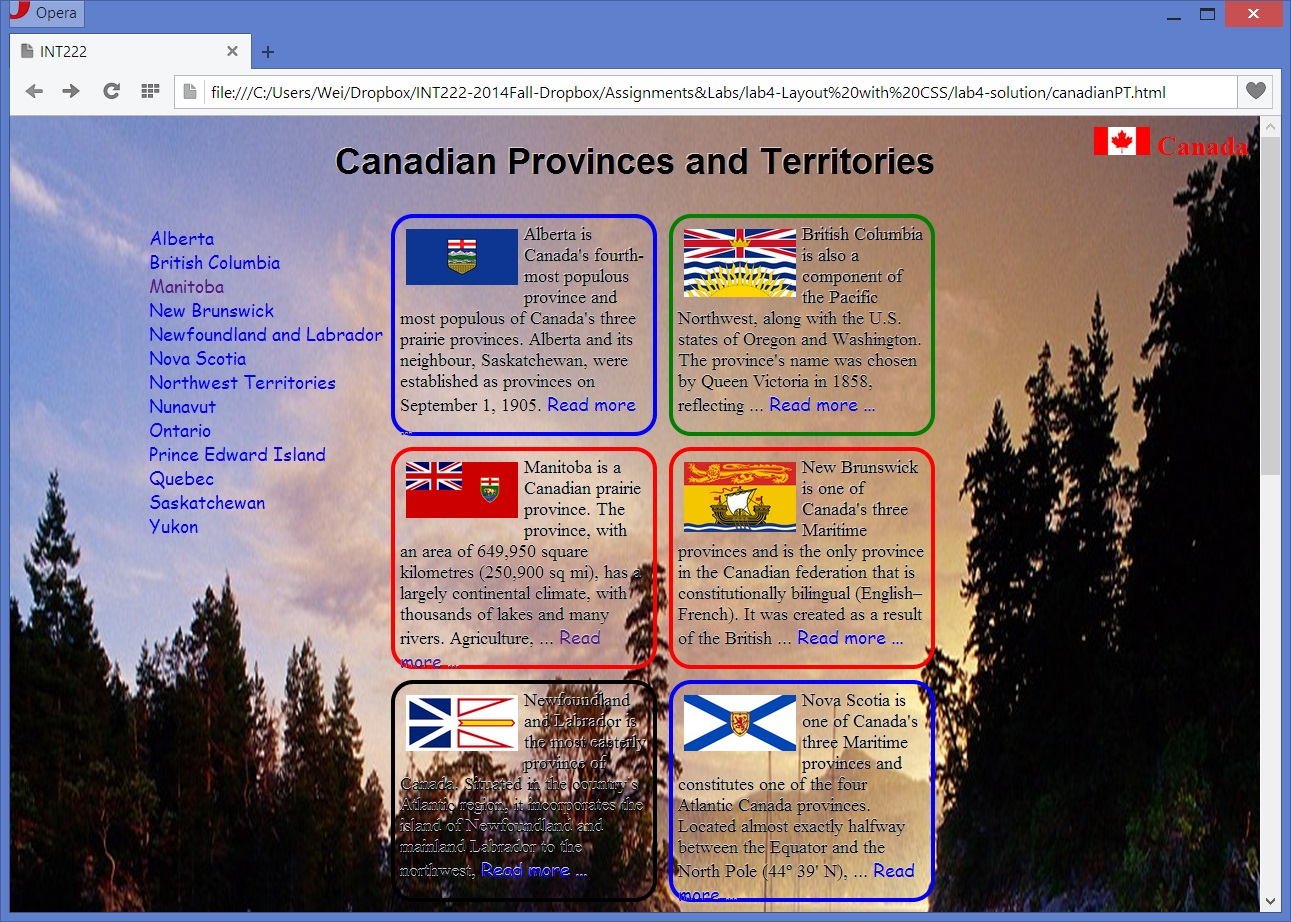 Opera
INT222
file:///C:/Users/Wei/Dropbox/INT222-2014Fall-Dropbox/Assignments&Labs/lab4-Layout%20with%20CSS/lab4-solution/canadianPT.html
Canada
Canadian Provinces and Territories
Alberta
British Columbia
Manitoba
New Brunswick
Newfoundland and Labrador
Nova Scotia
Northwest Territories
Nunavut
Ontario
Prince Edward Island
Quebec
Saskatchewan
Yukon
Alberta is
Canada's fourth-
most populous
province and
most populous of Canada's three
prairie provinces. Alberta and its
neighbour, Saskatchewan, were
established as provinces on
September 1, 1905. Read more
...
British Columbia
is also a
component of
the Pacific
Northwest, along with the U.S.
states of Oregon and Washington.
The province's name was chosen
by Queen Victoria in 1858,
reflecting ... Read more ...
Manitoba is a
Canadian prairie
province. The
province, with
an area of 649,950 square
kilometres (250,900 sq mi), has a
largely continental climate, with
thousands of lakes and many
rivers. Agriculture, ... Read
more ...
New Brunswick
is one of
Canada's three
Maritime
provinces and is the only province
in the Canadian federation that is
constitutionally bilingual (English–
French). It was created as a result
of the British ... Read more ...
Newfoundland
and Labrador is
the most easterly
province of
Canada. Situated in the country's
Atlantic region, it incorporates the
island of Newfoundland and
mainland Labrador to the
northwest, Read more ...
Nova Scotia is
one of Canada's
three Maritime
provinces and
constitutes one of the four
Atlantic Canada provinces.
Located almost exactly halfway
between the Equator and the
North Pole (44º 39' N), ... Read
more ...